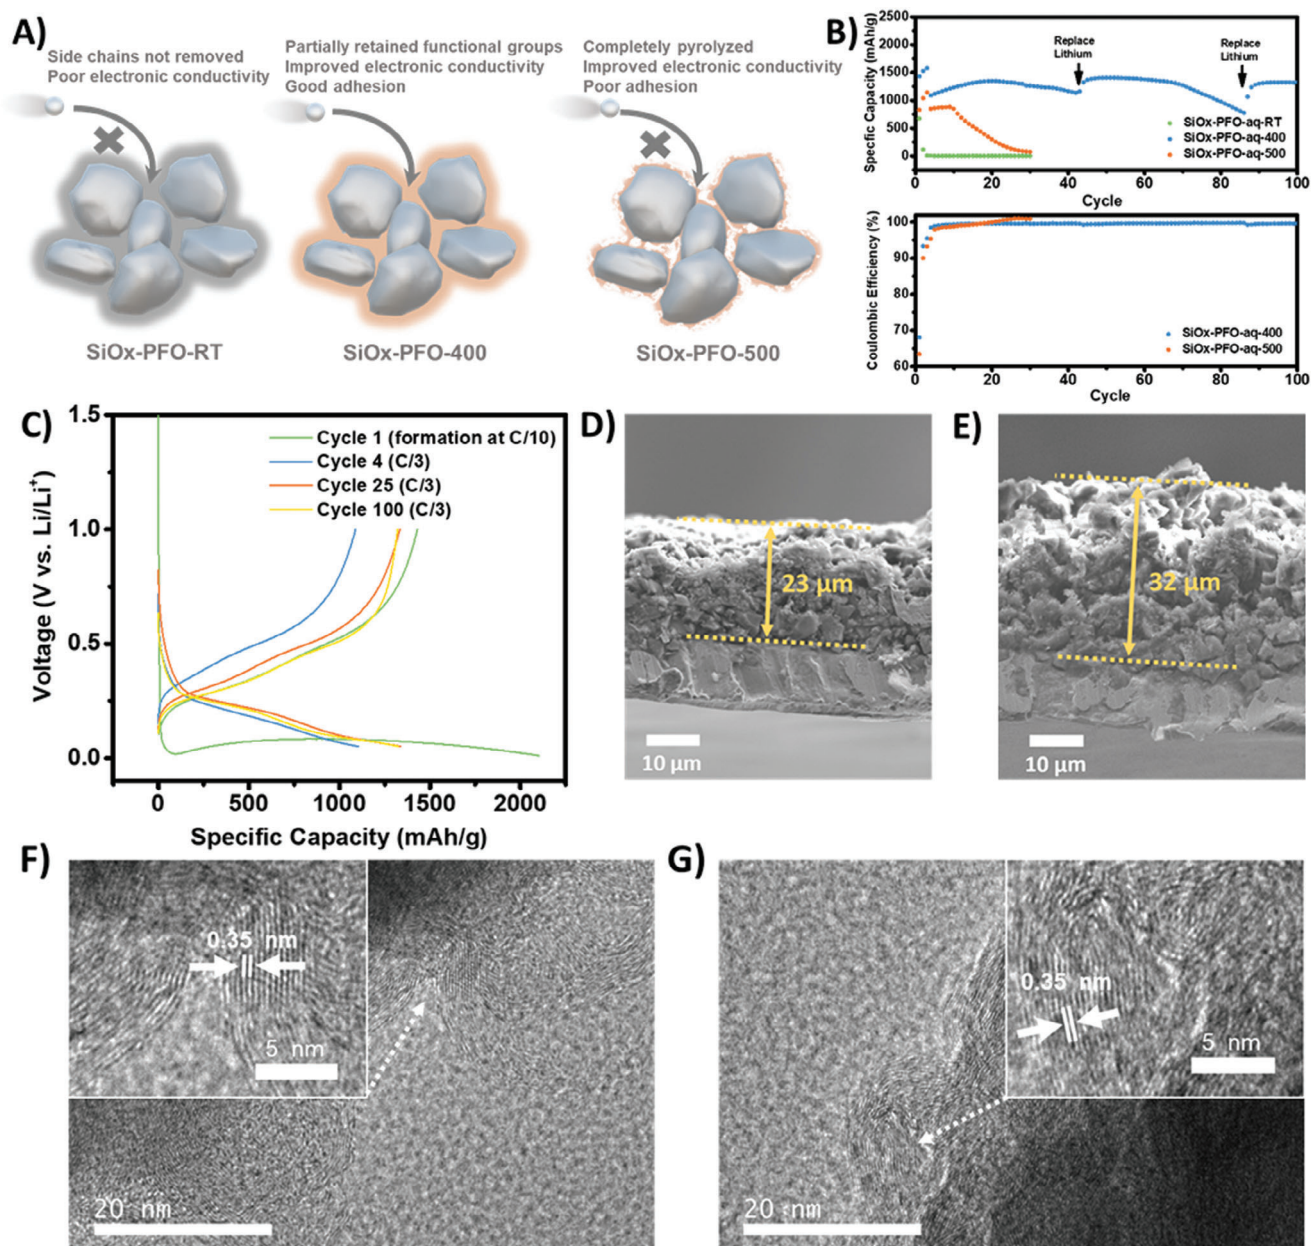 A)
Side chains not removed
Poor electronic conductivity
Partially retained functional groups
Improved electronic conductivity
Good adhesion
Completely pyrolyzed
Improved electronic conductivity
Poor adhesion
SiOx-PFO-RT
SiOx-PFO-400
SiOx-PFO-500
B)
Specfic Capacity (mAh/g)
2500
2000
1500
1000
500
0
Replace
Lithium
Replace
Lithium
SiOx-PFO-aq-RT
SiOx-PFO-aq-400
SiOx-PFO-aq-500
0
20
40
60
80
100
Cycle
Coulombic Efficiency (%)
100
90
80
70
60
SiOx-PFO-aq-400
SiOx-PFO-aq-500
0
20
40
60
80
100
Cycle
C)
Voltage (V vs. Li/Li⁺)
1.5
1.0
0.5
0.0
Cycle 1 (formation at C/10)
Cycle 4 (C/3)
Cycle 25 (C/3)
Cycle 100 (C/3)
0
500
1000
1500
2000
Specific Capacity (mAh/g)
D)
23 μm
10 μm
E)
32 μm
10 μm
F)
0.35 nm
5 nm
20 nm
G)
0.35 nm
5 nm
20 nm